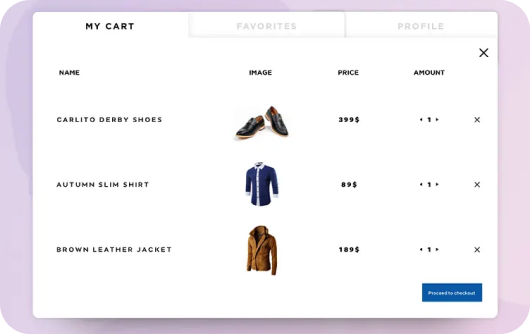 MY CART FAVORITES PROFILE
NAME IMAGE PRICE AMOUNT
CARLITO DERBY SHOES 399$ 1
AUTUMN SLIM SHIRT 89$ 1
BROWN LEATHER JACKET 189$ 1
Proceed to checkout